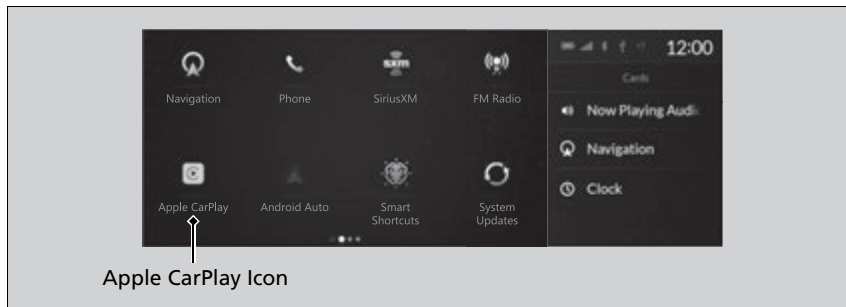 12:00
Cards
Navigation
Phone
SiriusXM
FM Radio
Now Playing Audi
Navigation
Clock
Apple CarPlay
Android Auto
Smart
Shortcuts
System
Updates
Apple CarPlay Icon